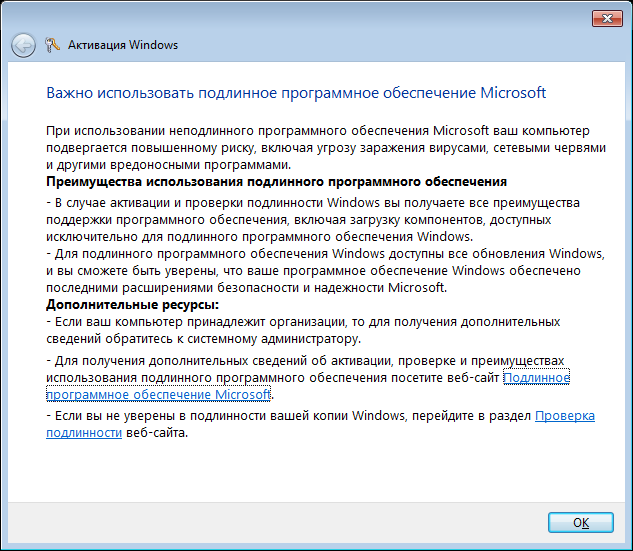 Активация Windows
Важно использовать подлинное программное обеспечение Microsoft
При использовании неподлинного программного обеспечения Microsoft ваш компьютер
подвергается повышенному риску, включая угрозу заражения вирусами, сетевыми червями
и другими вредоносными программами.
Преимущества использования подлинного программного обеспечения
- В случае активации и проверки подлинности Windows вы получаете все преимущества
поддержки программного обеспечения, включая загрузку компонентов, доступных
исключительно для подлинного программного обеспечения Windows.
- Для подлинного программного обеспечения Windows доступны все обновления Windows,
и вы сможете быть уверены, что ваше программное обеспечение Windows обеспечено
последними расширениями безопасности и надежности Microsoft.
Дополнительные ресурсы:
- Если ваш компьютер принадлежит организации, то для получения дополнительных
сведений обратитесь к системному администратору.
- Для получения дополнительных сведений об активации, проверке и преимуществах
использования подлинного программного обеспечения посетите веб-сайт Подлинное
программное обеспечение Microsoft.
- Если вы не уверены в подлинности вашей копии Windows, перейдите в раздел Проверка
подлинности веб-сайта.
OK